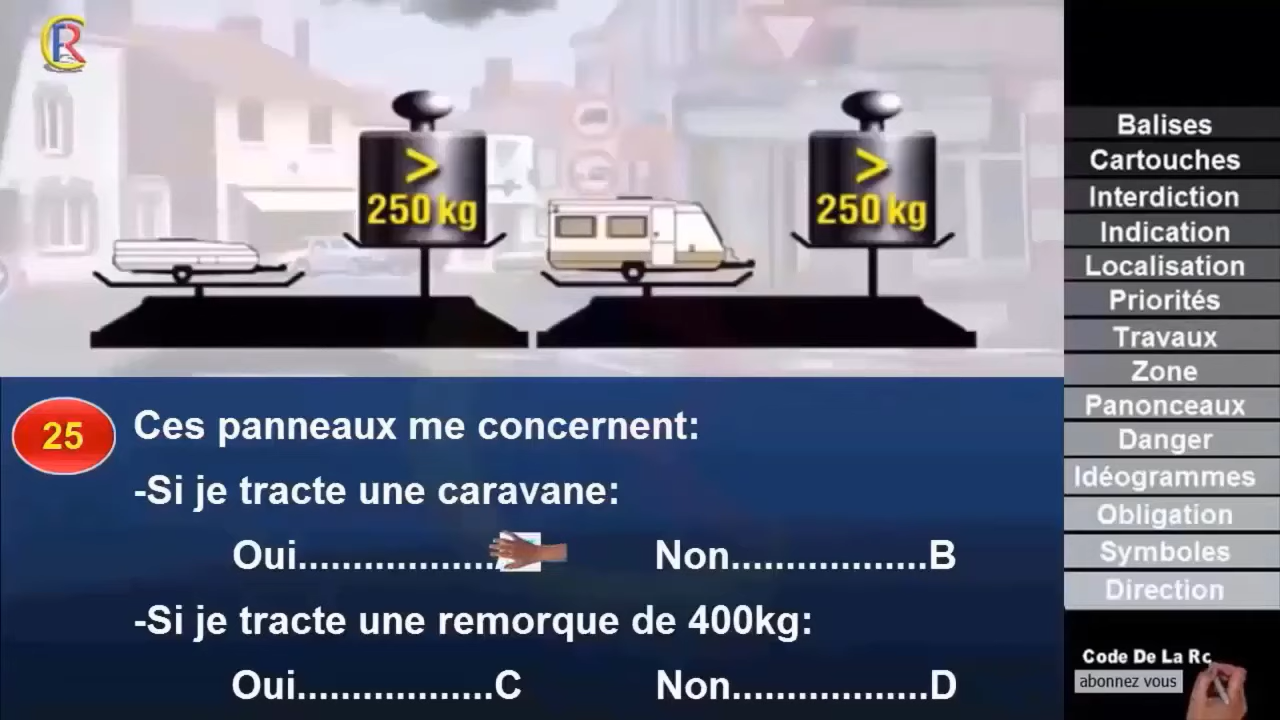 CR
>
250 kg
>
250 kg
25
Ces panneaux me concernent:
-Si je tracte une caravane:
Oui..................
Non..................B
-Si je tracte une remorque de 400kg:
Oui..................C
Non..................D
Balises
Cartouches
Interdiction
Indication
Localisation
Priorités
Travaux
Zone
Panonceaux
Danger
Idéogrammes
Obligation
Symboles
Direction
Code De La Rc
abonnez vous